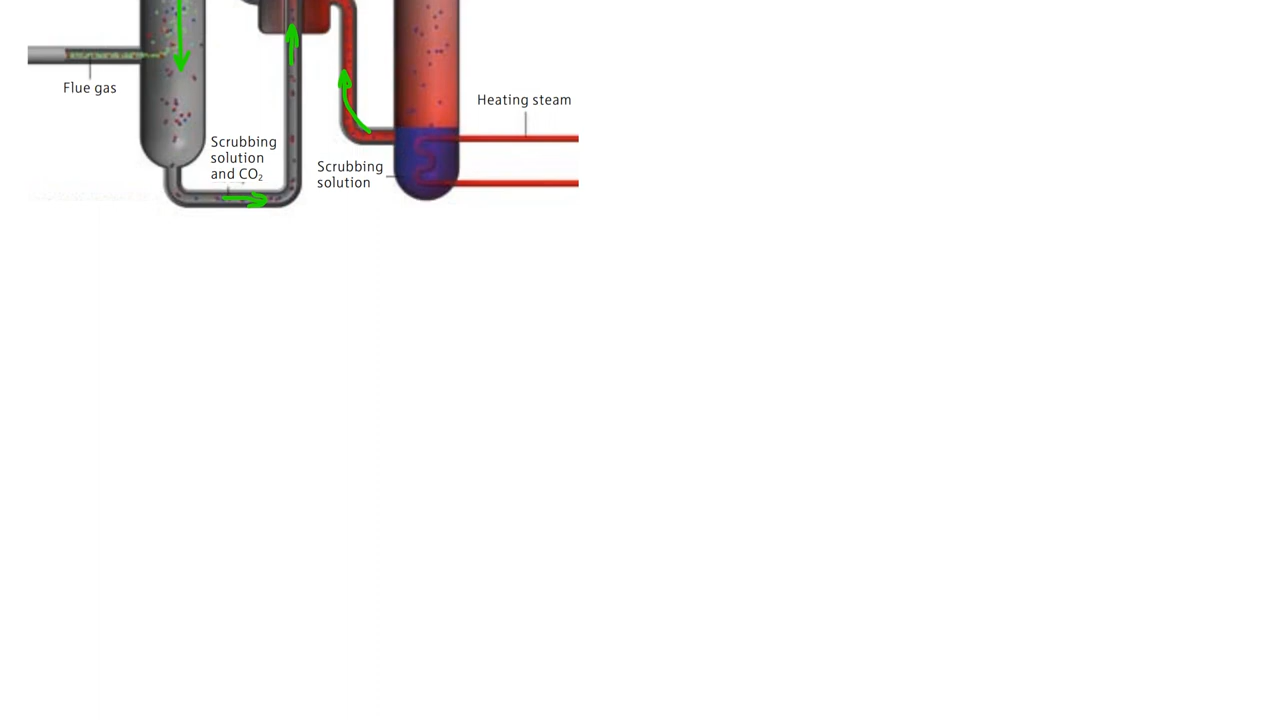 Flue gas
Heating steam
Scrubbing
solution
and CO₂
Scrubbing
solution